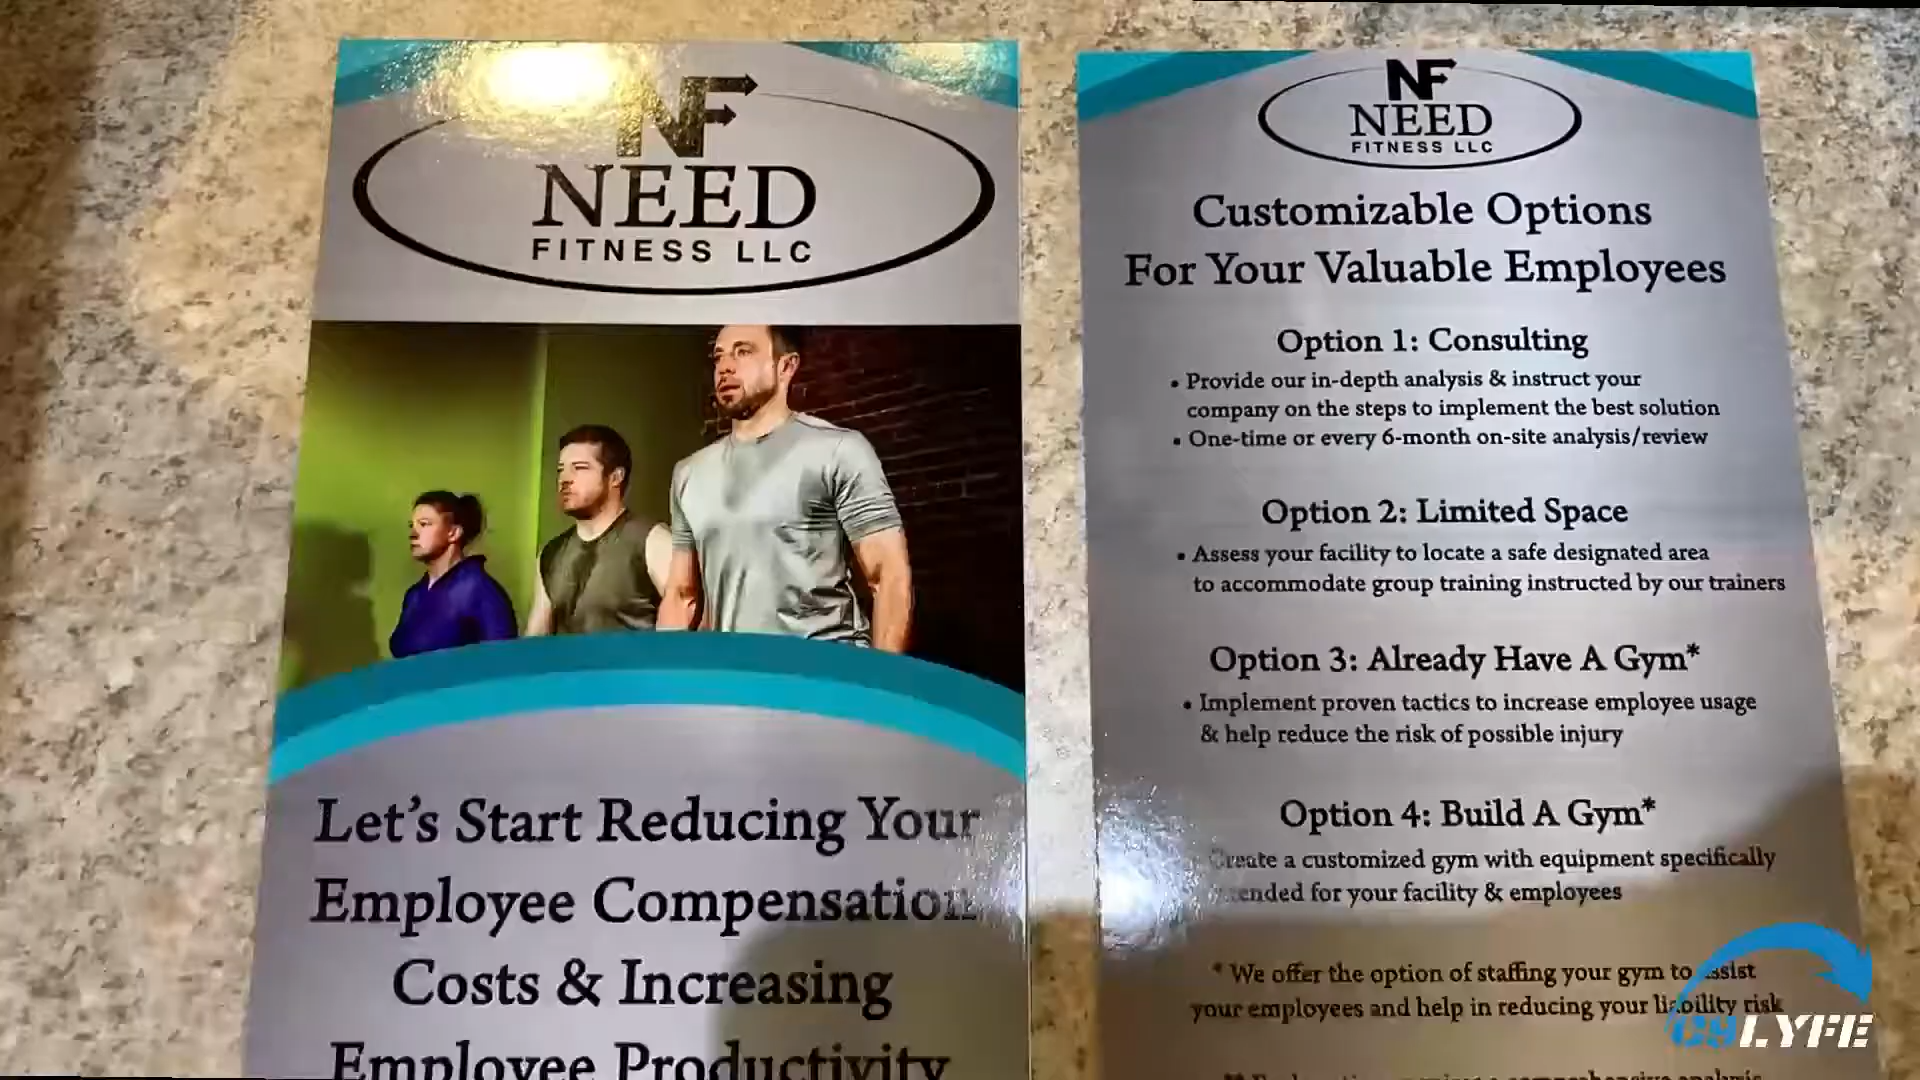 NF
NEED
FITNESS LLC
Let's Start Reducing Your
Employee Compensation
Costs & Increasing
Employee Productivity
NF
NEED
FITNESS LLC
Customizable Options
For Your Valuable Employees
Option 1: Consulting
• Provide our in-depth analysis & instruct your
company on the steps to implement the best solution
• One-time or every 6-month on-site analysis/review
Option 2: Limited Space
• Assess your facility to locate a safe designated area
to accommodate group training instructed by our trainers
Option 3: Already Have A Gym*
• Implement proven tactics to increase employee usage
& help reduce the risk of possible injury
Option 4: Build A Gym*
Create a customized gym with equipment specifically
for your facility & employees
* We offer the option of staffing your gym to assist
your employees and help in reducing your liability risk
LYFE